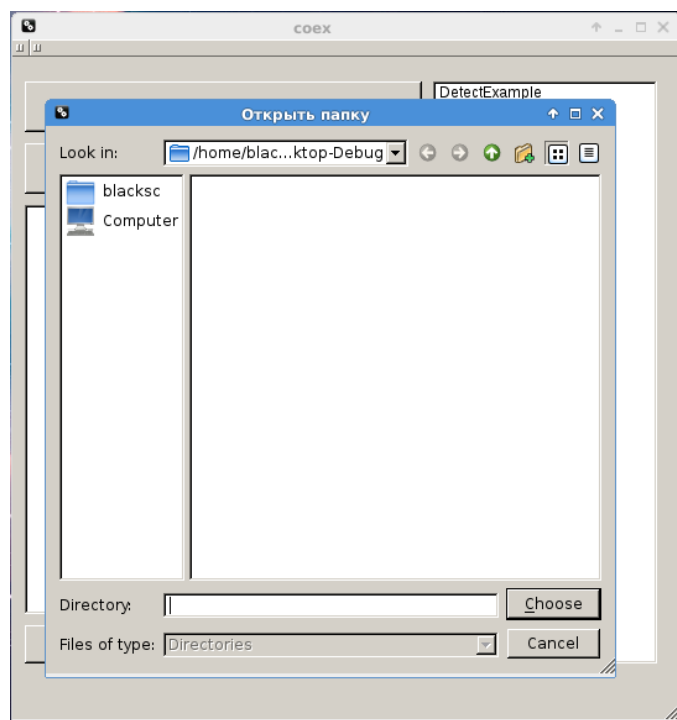 coex
DetectExample
Открыть папку
Look in: /home/blac...ktop-Debug
blacksc
Computer
Directory:
Choose
Files of type: Directories
Cancel